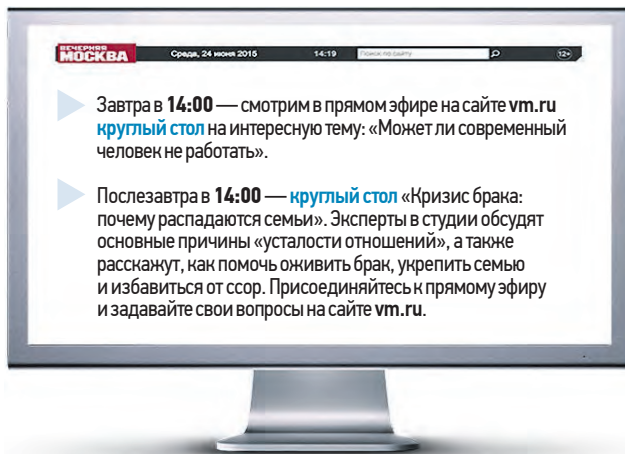 ВЕЧЕРНЯЯ
МОСКВА Среда, 24 июня 2015 14:19 Поиск по сайту 12+
Завтра в 14:00 — смотрим в прямом эфире на сайте vm.ru
круглый стол на интересную тему: «Может ли современный
человек не работать».
Послезавтра в 14:00 — круглый стол «Кризис брака:
почему распадаются семьи». Эксперты в студии обсудят
основные причины «усталости отношений», а также
расскажут, как помочь оживить брак, укрепить семью
и избавиться от ссор. Присоединяйтесь к прямому эфиру
и задавайте свои вопросы на сайте vm.ru.